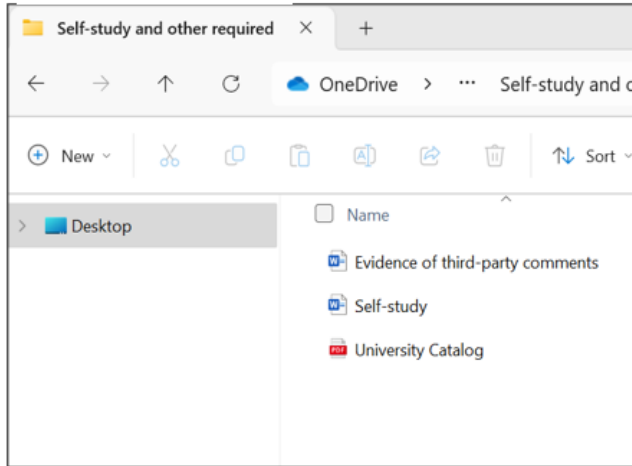 Self-study and other required
OneDrive > ... Self-study and
New
Sort
Desktop
Name
Evidence of third-party comments
Self-study
PDF University Catalog